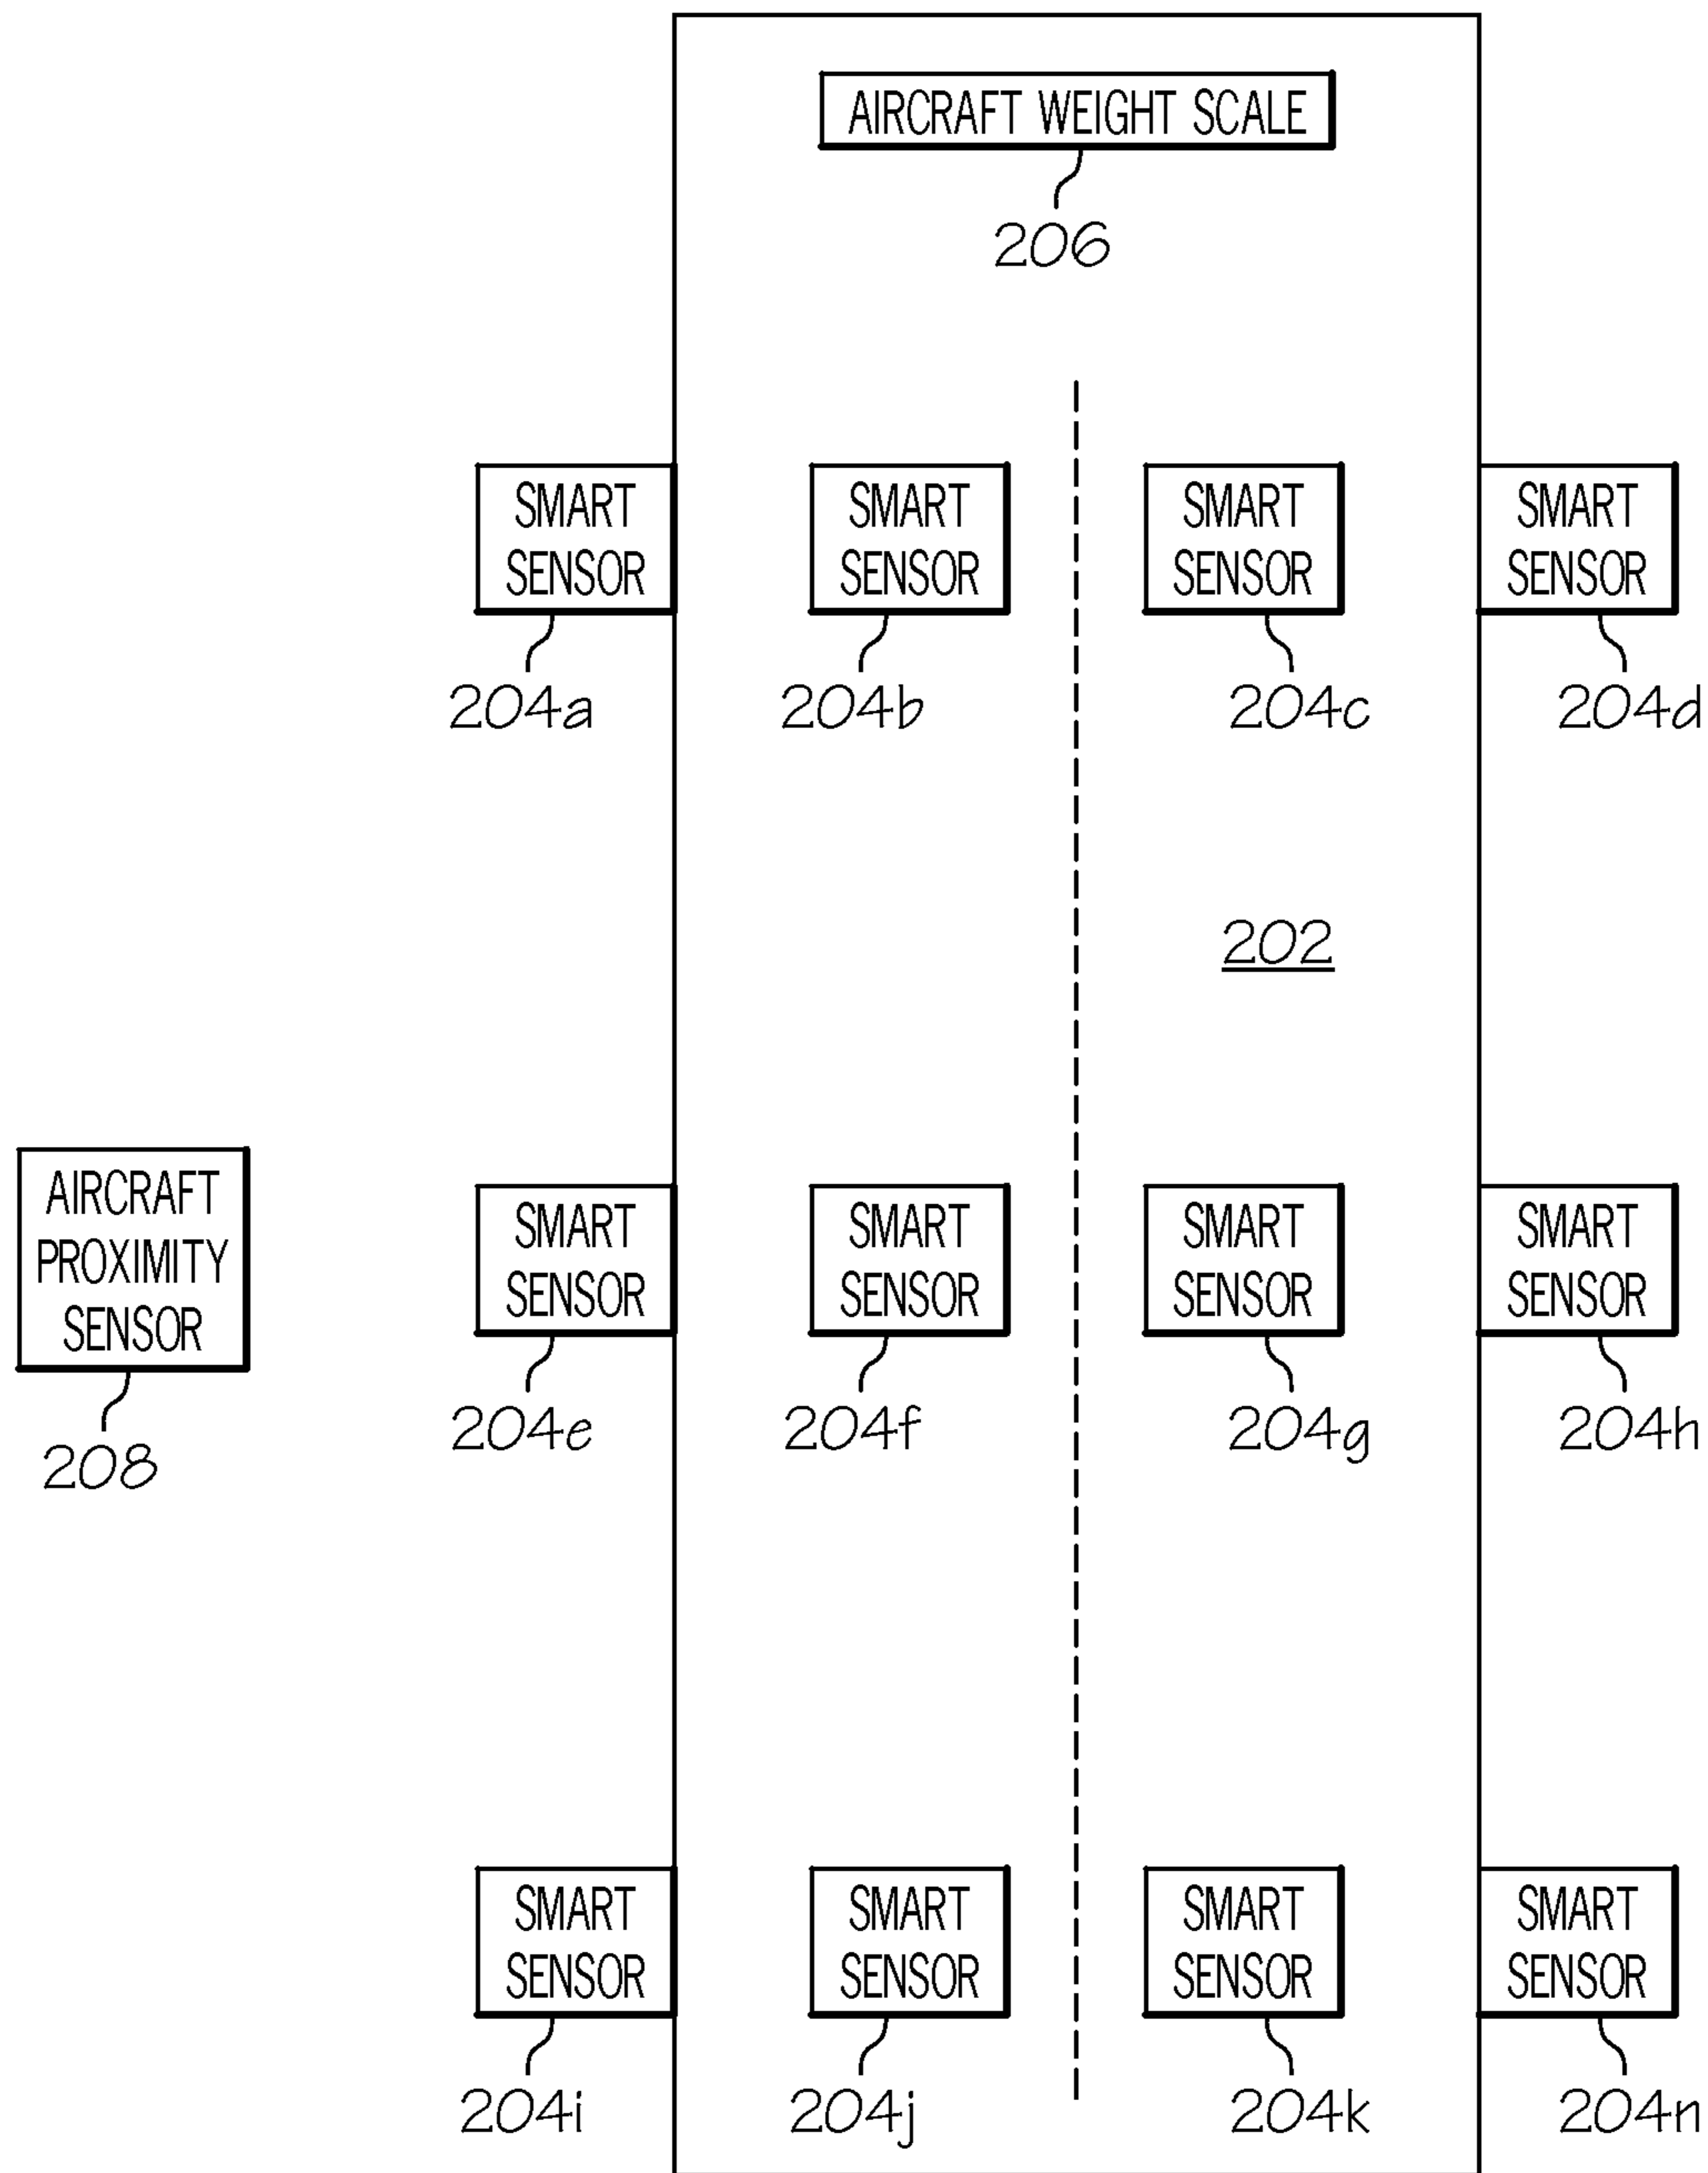 AIRCRAFT WEIGHT SCALE
206
SMART
SENSOR
204a
SMART
SENSOR
204b
SMART
SENSOR
204c
SMART
SENSOR
204d
202
AIRCRAFT
PROXIMITY
SENSOR
208
SMART
SENSOR
204e
SMART
SENSOR
204f
SMART
SENSOR
204g
SMART
SENSOR
204h
SMART
SENSOR
204i
SMART
SENSOR
204j
SMART
SENSOR
204k
SMART
SENSOR
204n